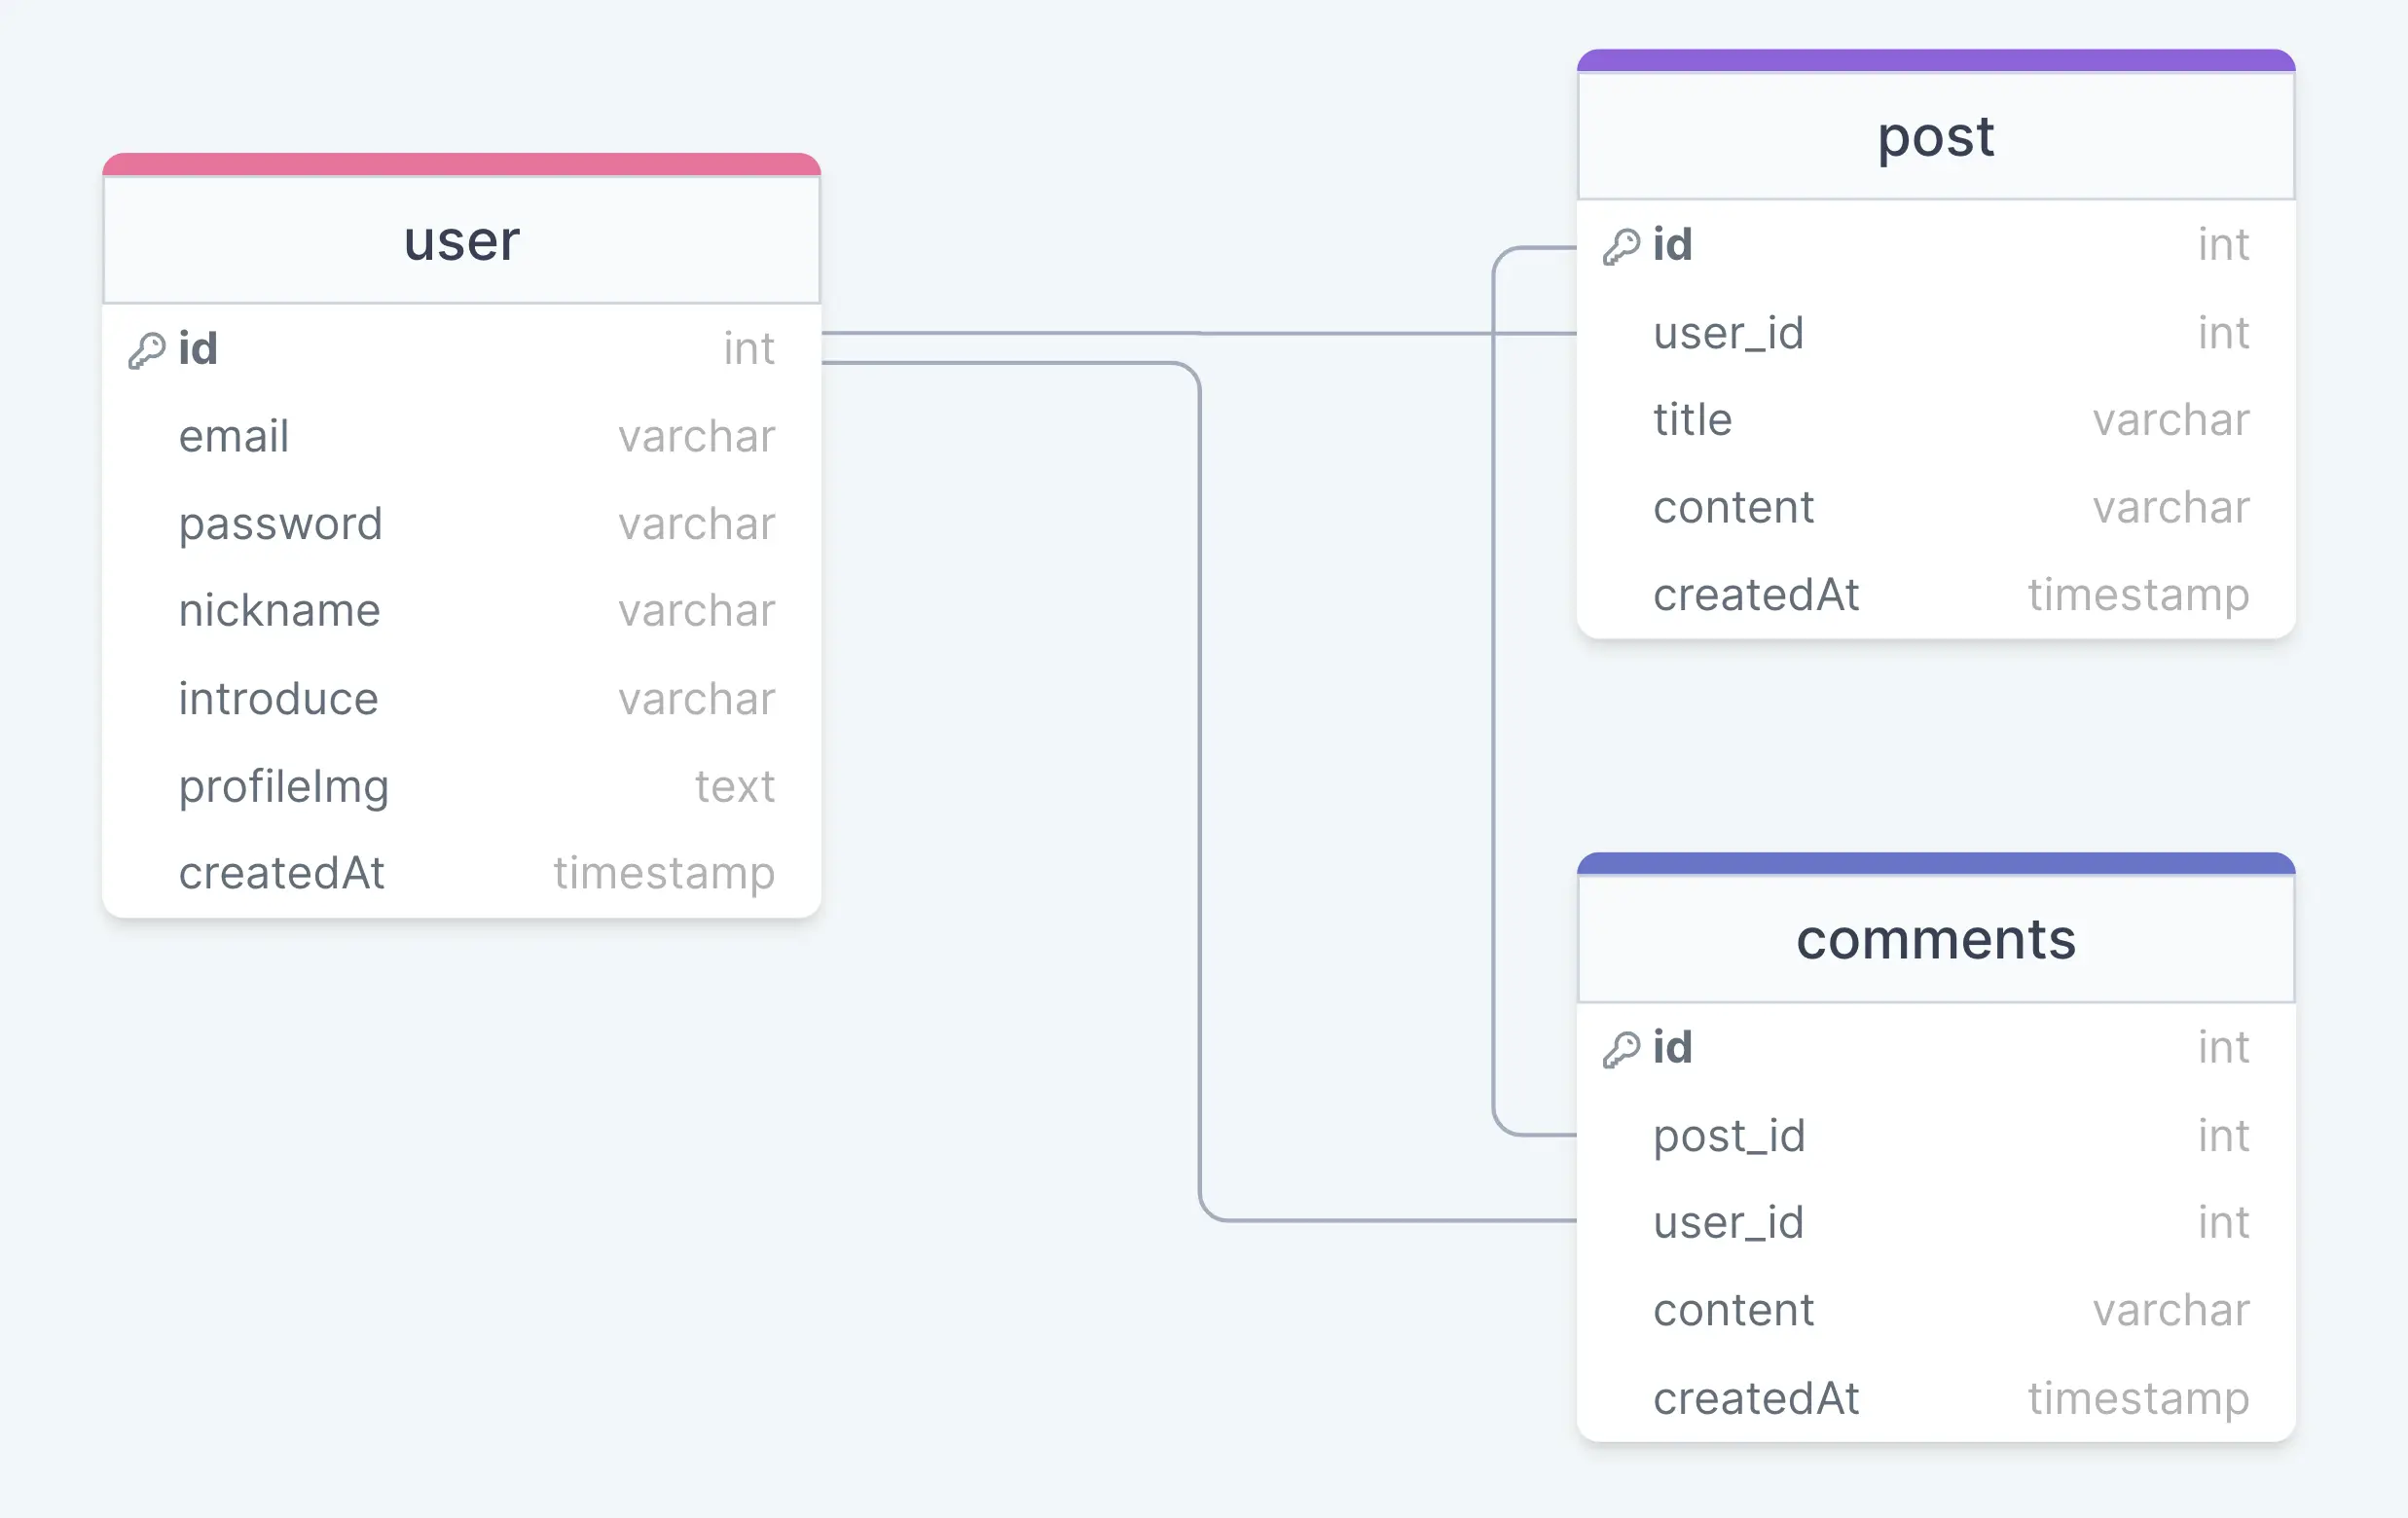 user
id int
email varchar
password varchar
nickname varchar
introduce varchar
profileImg text
createdAt timestamp
post
id int
user_id int
title varchar
content varchar
createdAt timestamp
comments
id int
post_id int
user_id int
content varchar
createdAt timestamp